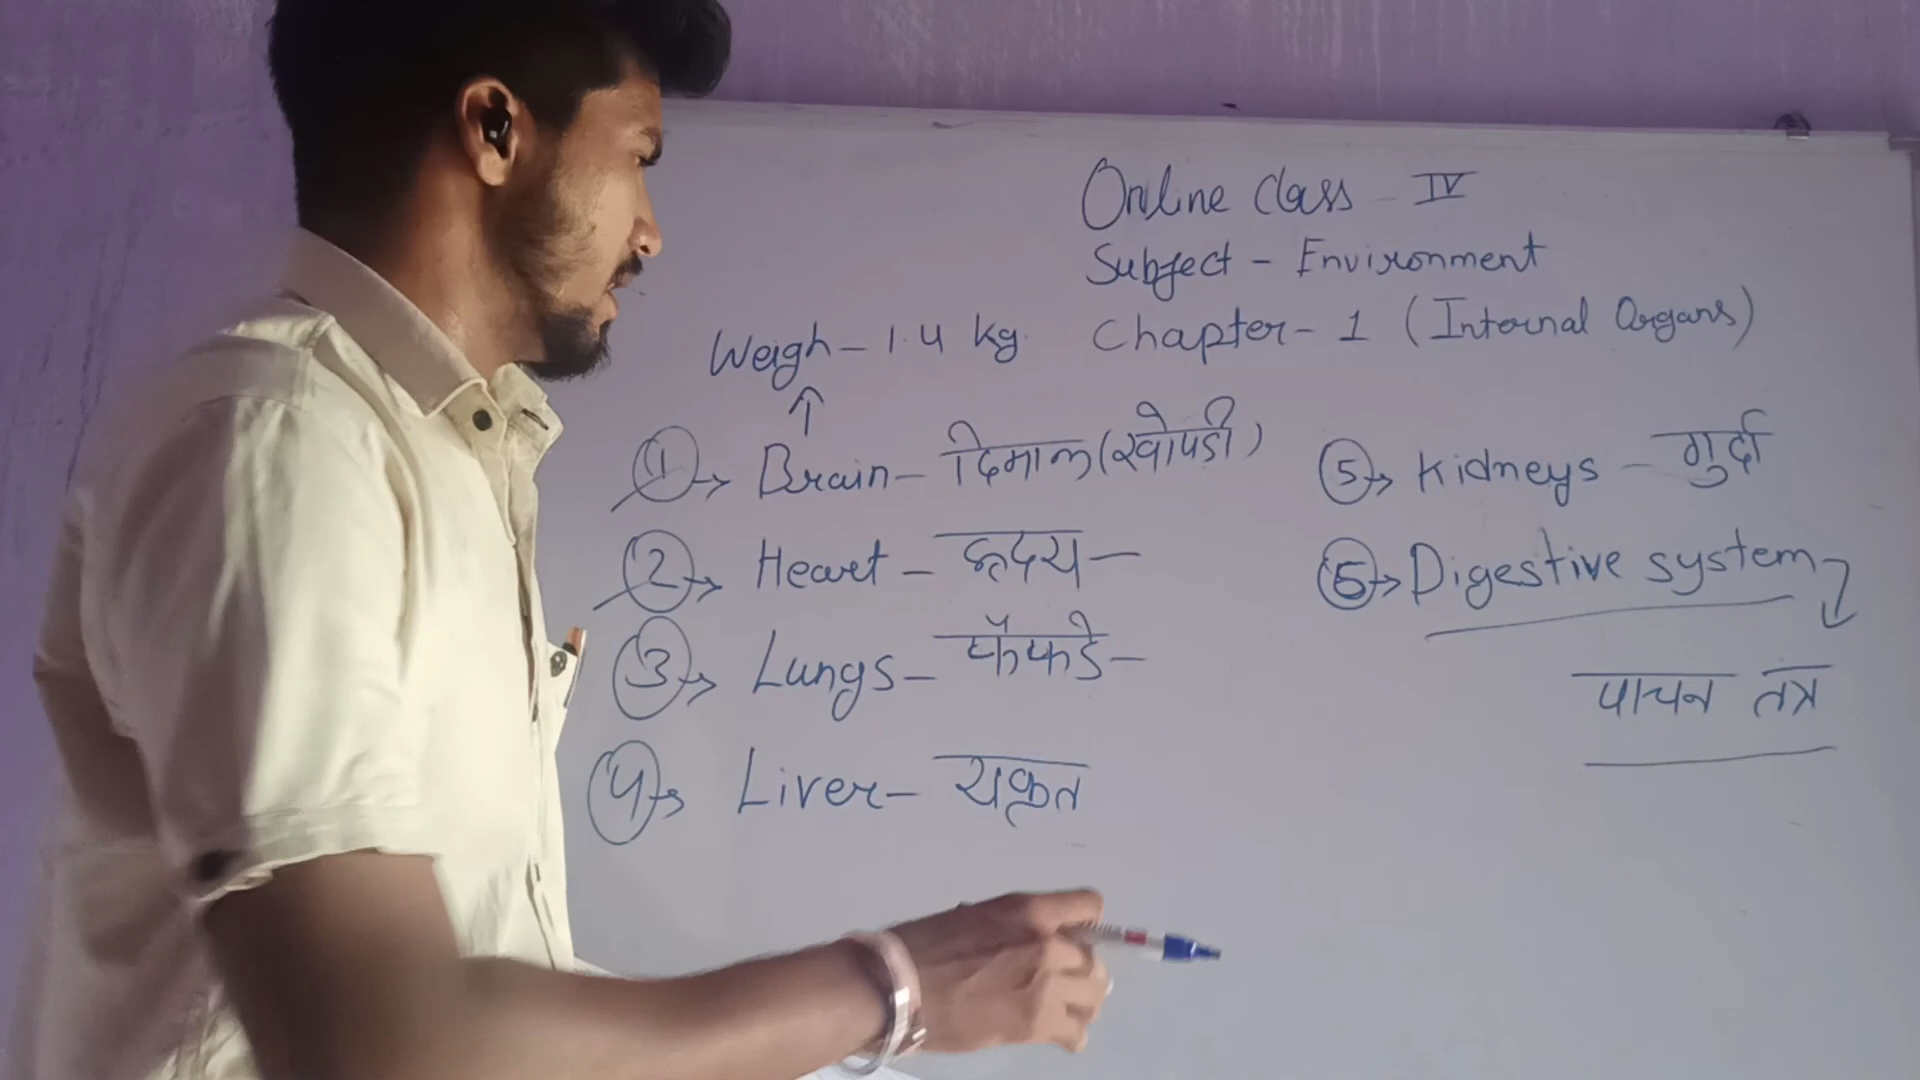 Online Class - IV
Subject - Environment
Chapter - 1 (Internal Organs)
Weigh - 1.4 kg.
↑
① → Brain - दिमाग (खोपडी)
② → Heart - हृदय -
③ → Lungs - फॅफडे -
④ → Liver - यकृत
⑤ → Kidneys - गुर्दा
⑥ → Digestive system
पाचन तंत्र